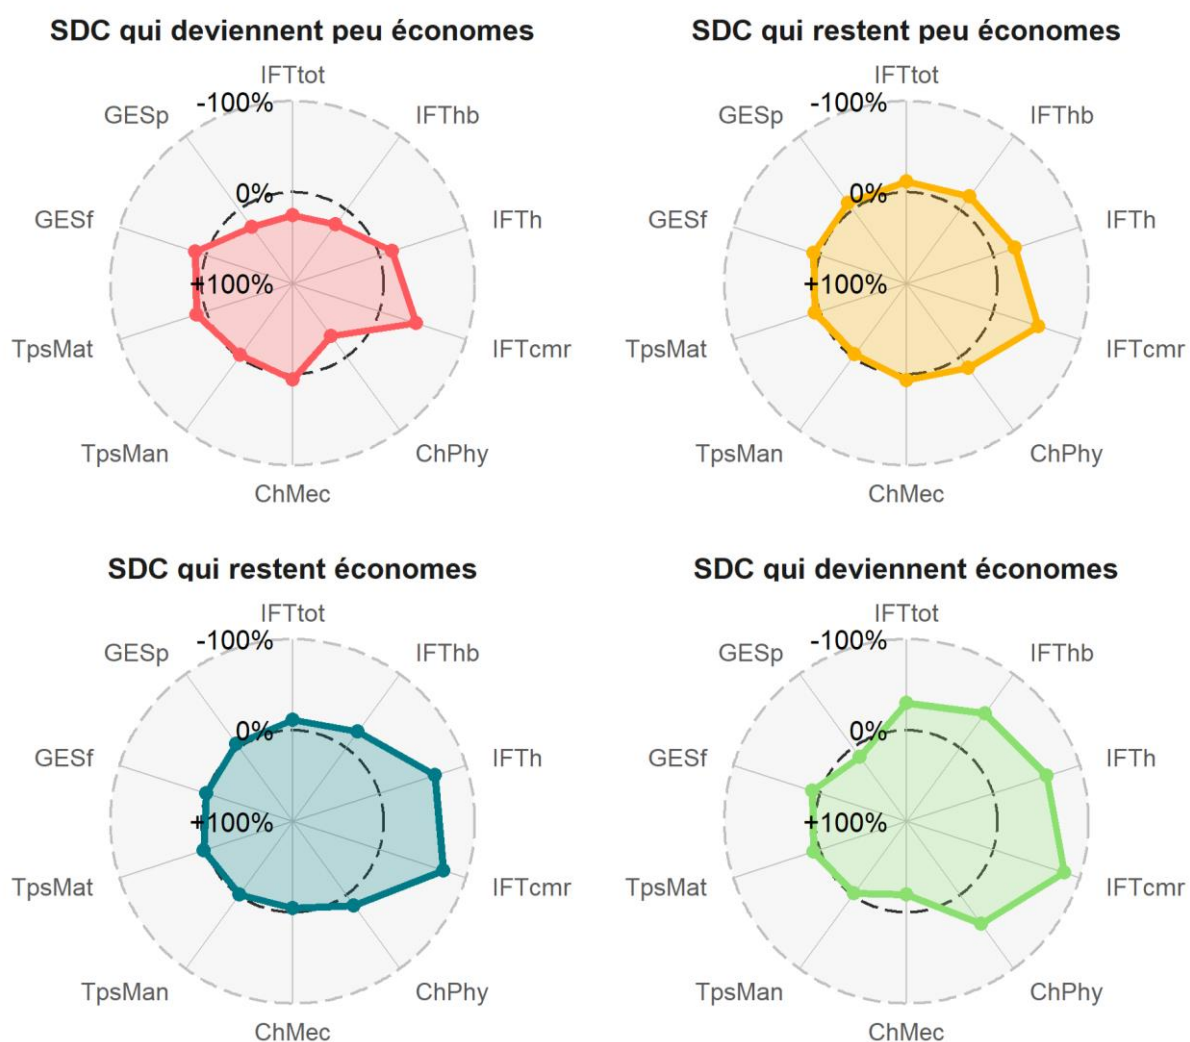 SDC qui deviennent peu économes
IFTtot
-100%
GESp
IFThb
0%
GESf
IFTh
+100%
TpsMat
IFTcmr
TpsMan
ChPhy
ChMec
SDC qui restent peu économes
IFTtot
-100%
GESp
IFThb
0%
GESf
IFTh
+100%
TpsMat
IFTcmr
TpsMan
ChPhy
ChMec
SDC qui restent économes
IFTtot
-100%
GESp
IFThb
0%
GESf
IFTh
+100%
TpsMat
IFTcmr
TpsMan
ChPhy
ChMec
SDC qui deviennent économes
IFTtot
-100%
GESp
IFThb
0%
GESf
IFTh
+100%
TpsMat
IFTcmr
TpsMan
ChPhy
ChMec